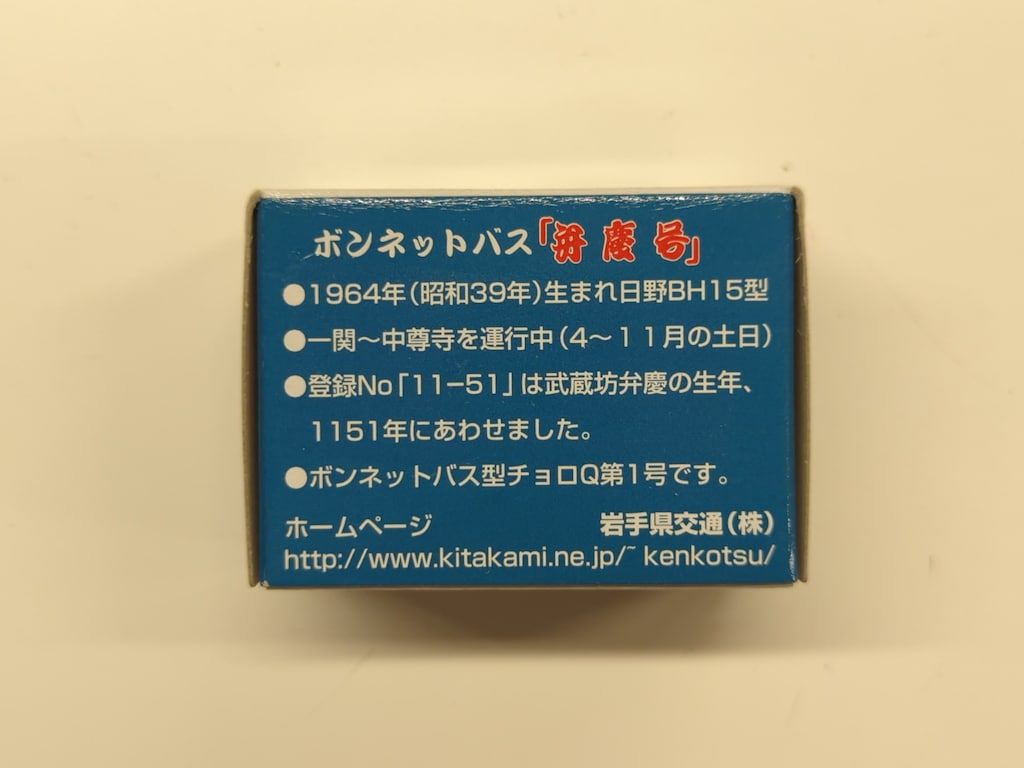 ボンネットバス「弁慶号」
●1964年(昭和39年)生まれ日野BH15型
●一関～中尊寺を運行中(4～11月の土日)
●登録No「11−51」は武蔵坊弁慶の生年、
1151年にあわせました。
●ボンネットバス型チョロQ第1号です。
ホームページ 岩手県交通(株)
http://www.kitakami.ne.jp/~kenkotsu/